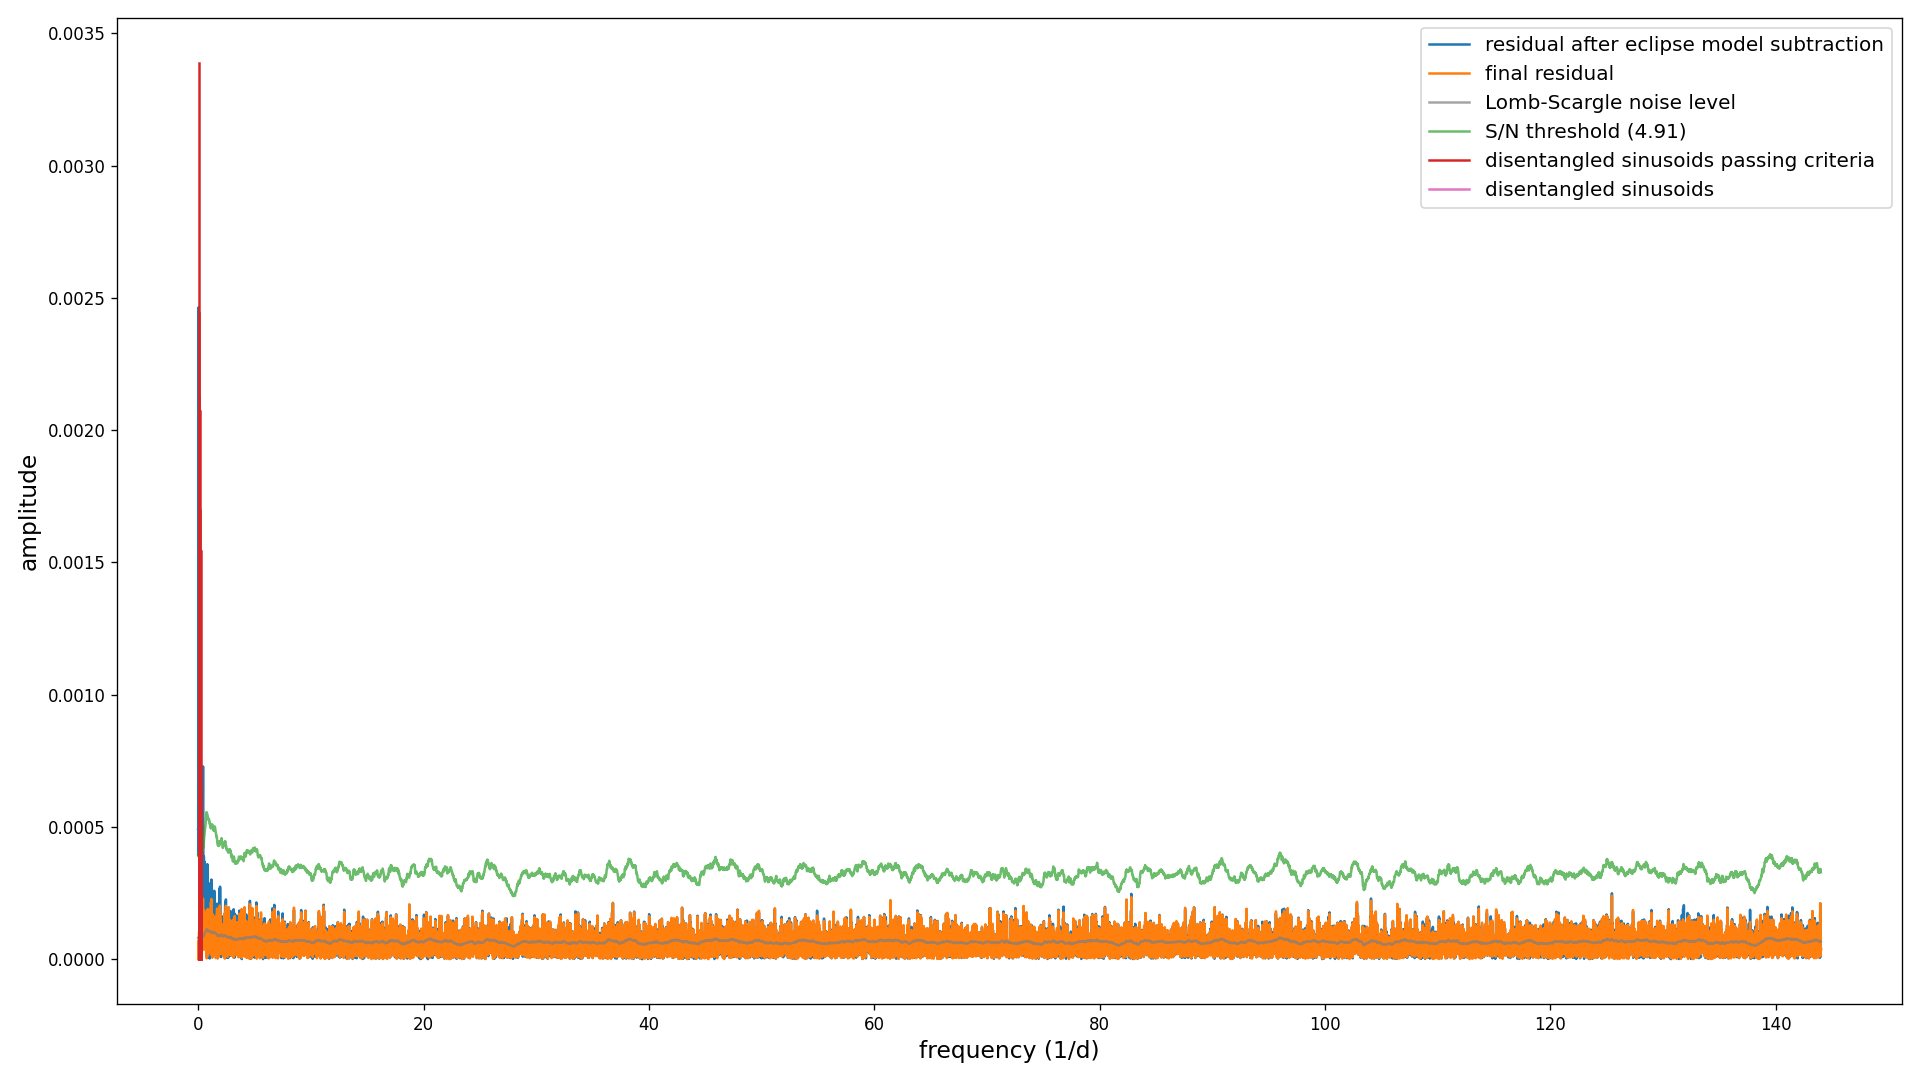 0.0035
0.0030
0.0025
0.0020
0.0015
0.0010
0.0005
0.0000
amplitude
residual after eclipse model subtraction
final residual
Lomb-Scargle noise level
S/N threshold (4.91)
disentangled sinusoids passing criteria
disentangled sinusoids
0 20 40 60 80 100 120 140
frequency (1/d)